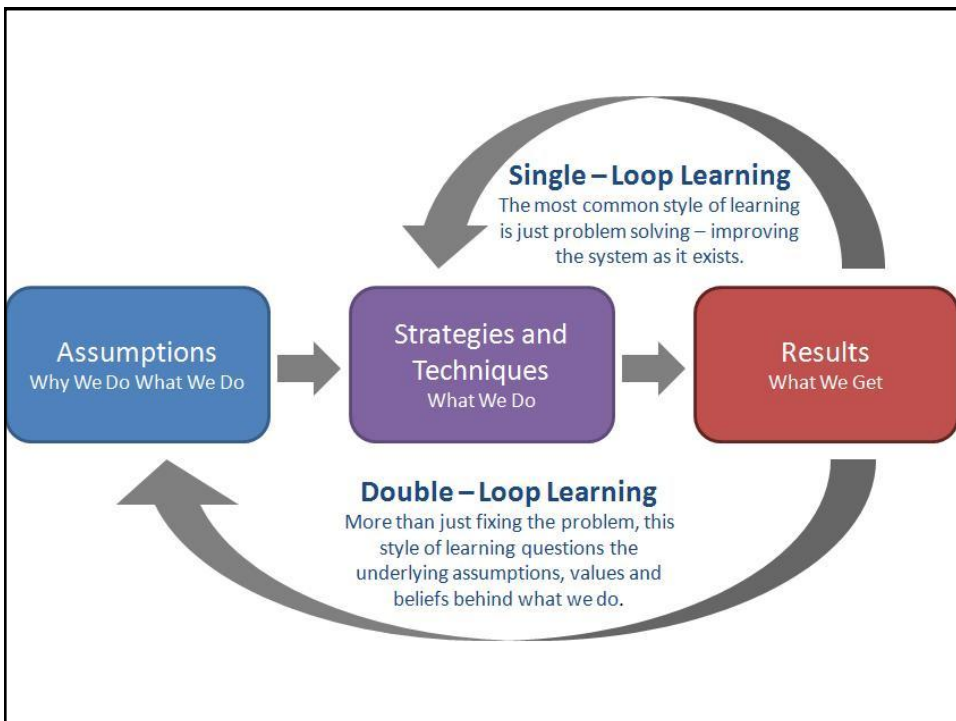 Single – Loop Learning
The most common style of learning
is just problem solving – improving
the system as it exists.
Assumptions
Why We Do What We Do
Strategies and
Techniques
What We Do
Results
What We Get
Double – Loop Learning
More than just fixing the problem, this
style of learning questions the
underlying assumptions, values and
beliefs behind what we do.